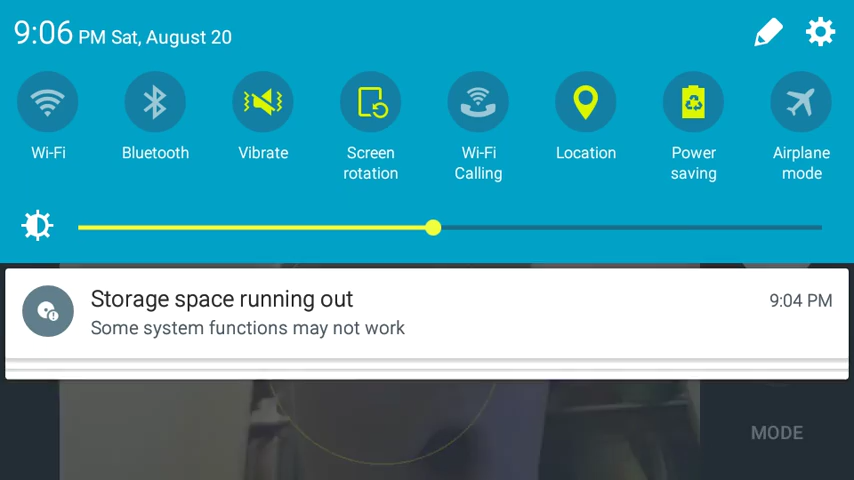 9:06 PM Sat, August 20
Wi-Fi
Bluetooth
Vibrate
Screen
rotation
Wi-Fi
Calling
Location
Power
saving
Airplane
mode
Storage space running out
9:04 PM
Some system functions may not work
MODE